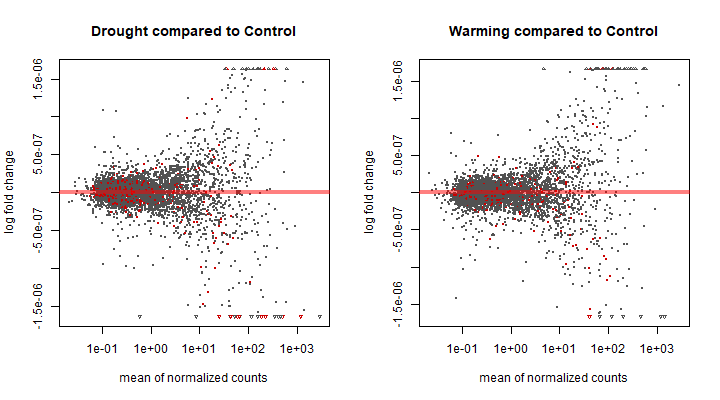 Drought compared to Control
log fold change
1.5e-06
5.0e-07
-5.0e-07
-1.5e-06
1e-01 1e+00 1e+01 1e+02 1e+03
mean of normalized counts
Warming compared to Control
log fold change
1.5e-06
5.0e-07
-5.0e-07
-1.5e-06
1e-01 1e+00 1e+01 1e+02 1e+03
mean of normalized counts